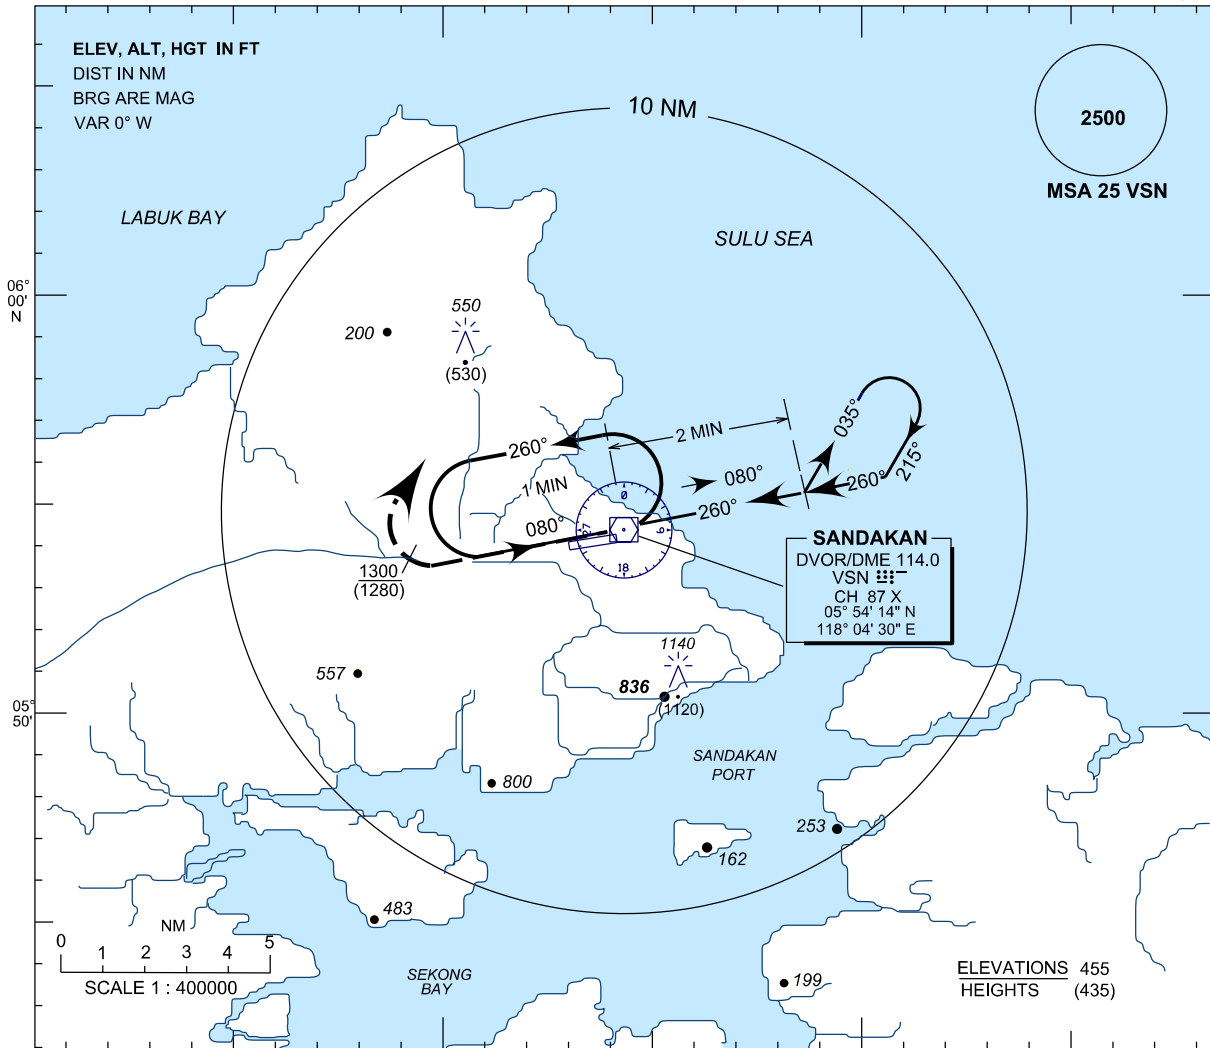 ELEV, ALT, HGT IN FT
DIST IN NM
BRG ARE MAG
VAR 0° W
10 NM
2500
MSA 25 VSN
LABUK BAY
SULU SEA
06°
00'
N
550
200
(530)
035°
2 MIN
260°
215°
1 MIN
080°
260°
080°
260°
0
27
9
18
SANDAKAN
DVOR/DME 114.0
VSN
CH 87 X
05° 54' 14" N
118° 04' 30" E
1300
(1280)
1140
557
836
(1120)
05°
50'
SANDAKAN
PORT
800
253
162
483
NM
0 1 2 3 4 5
SCALE 1 : 400000
SEKONG
BAY
199
ELEVATIONS 455
HEIGHTS (435)